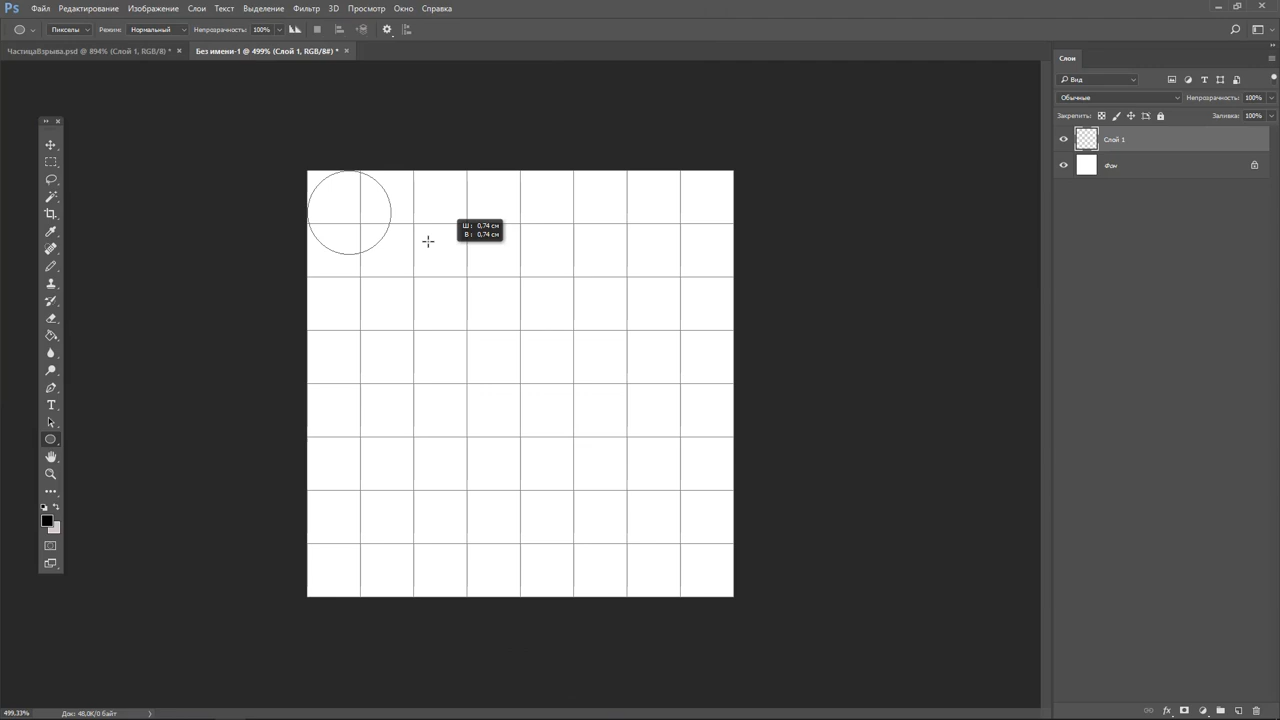 Ps Файл Редактирование Изображение Слои Текст Выделение Фильтр 3D Просмотр Окно Справка
Пикселы Режим: Нормальный Непрозрачность: 100%
ЧастицаВзрыва.psd @ 894% (Слой 1, RGB/8) * × Без имени-1 @ 499% (Слой 1, RGB/8#) * ×
Слои
Вид
Обычные Непрозрачность: 100%
Закрепить: Заливка: 100%
Слой 1
Фон
Ш: 0,74 см
В: 0,74 см
499,33% Док: 48,0K/0 байт